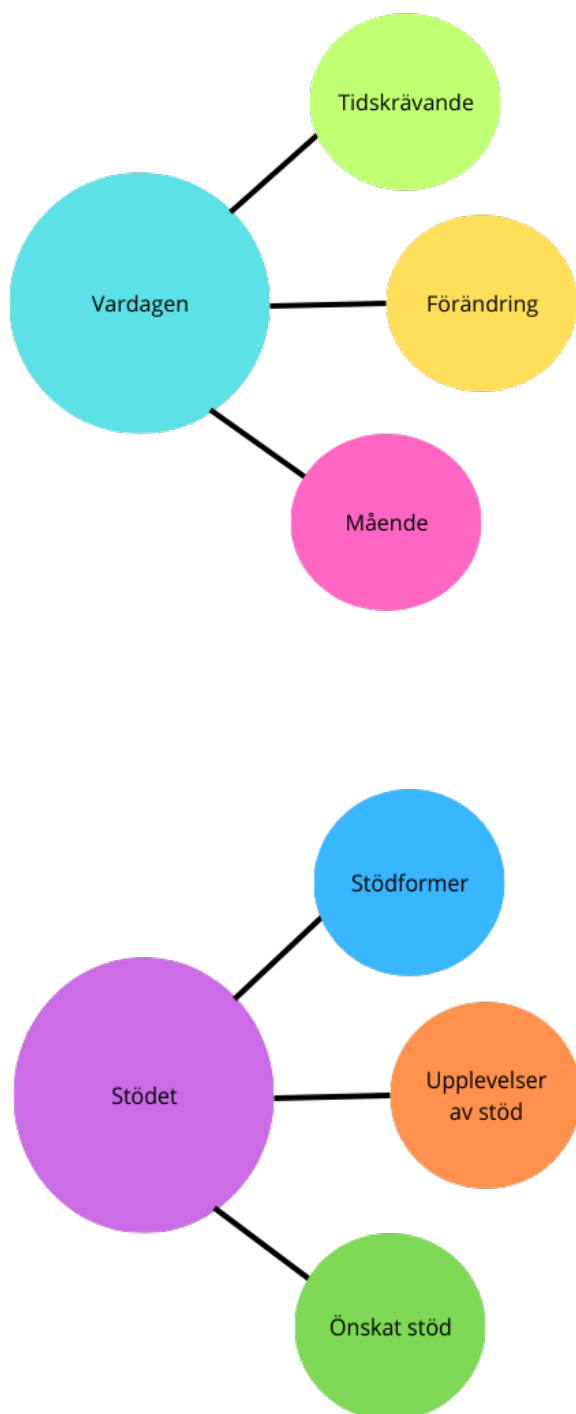 Tidskrävande
Vardagen
Förändring
Mående
Stödformer
Stödet
Upplevelser
av stöd
Önskat stöd